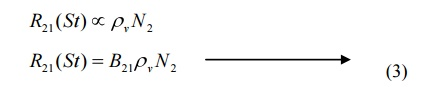 R₂₁(St) ∝ ρᵥN₂
R₂₁(St) = B₂₁ρᵥN₂ ⟶ (3)